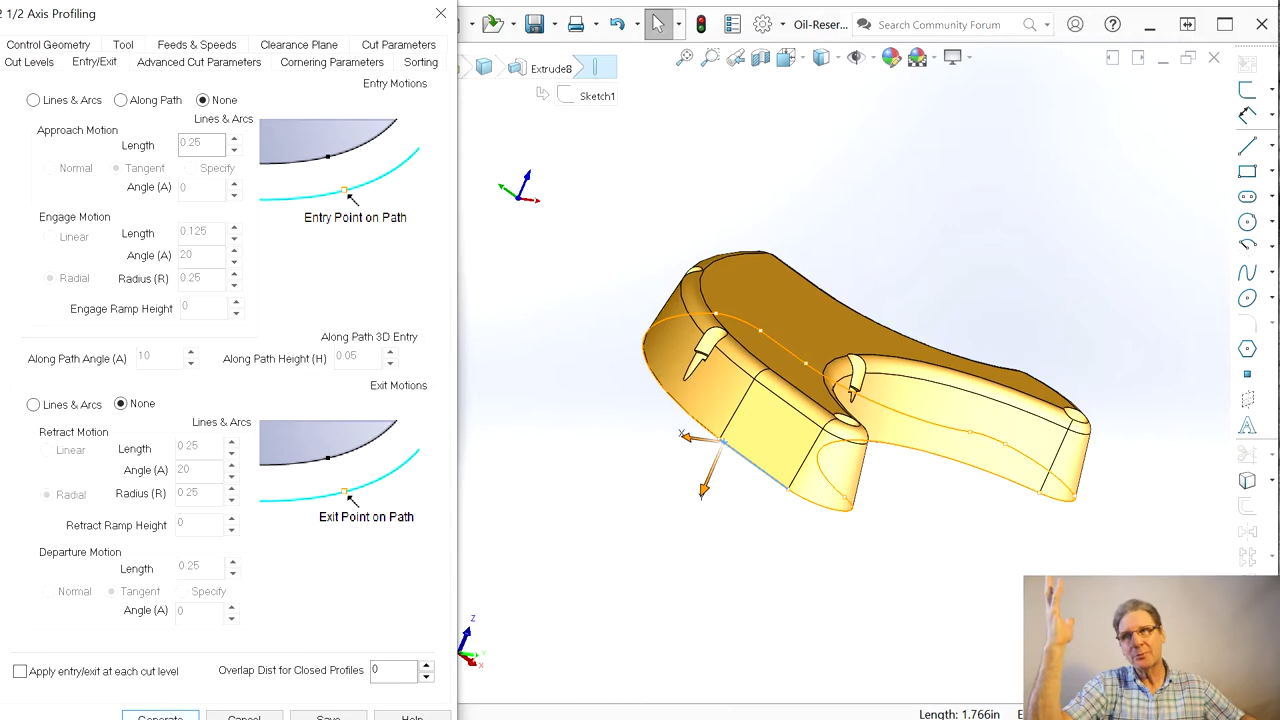 2 1/2 Axis Profiling
Oil-Reser...
Search Community Forum
Control Geometry
Tool
Feeds & Speeds
Clearance Plane
Cut Parameters
Cut Levels
Entry/Exit
Advanced Cut Parameters
Cornering Parameters
Sorting
Extrude8
Sketch1
Entry Motions
Lines & Arcs
Along Path
None
Lines & Arcs
Approach Motion
Length
0.25
Normal
Tangent
Specify
Angle (A)
0
Entry Point on Path
Engage Motion
Linear
Length
0.125
Angle (A)
20
Radial
Radius (R)
0.25
Engage Ramp Height
0
Along Path 3D Entry
Along Path Angle (A)
10
Along Path Height (H)
0.05
Exit Motions
Lines & Arcs
None
Lines & Arcs
Retract Motion
Length
0.25
Linear
Angle (A)
20
Radial
Radius (R)
0.25
Exit Point on Path
Retract Ramp Height
0
Departure Motion
Length
0.25
Normal
Tangent
Specify
Angle (A)
0
Apply entry/exit at each cut level
Overlap Dist for Closed Profiles
0
Generate
Cancel
Save
Help
X
Y
Z
Y
X
Length: 1.766in